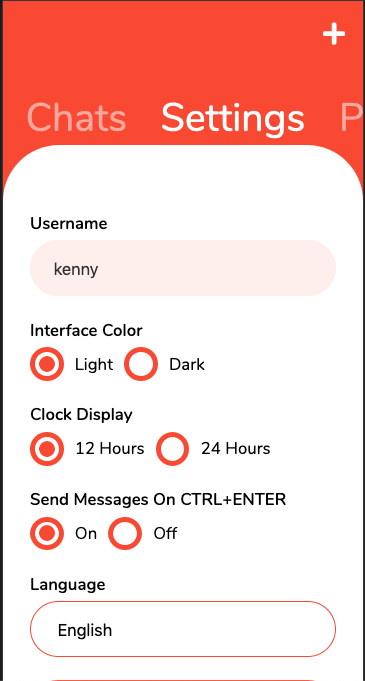 Chats Settings P
Username
kenny
Interface Color
Light Dark
Clock Display
12 Hours 24 Hours
Send Messages On CTRL+ENTER
On Off
Language
English